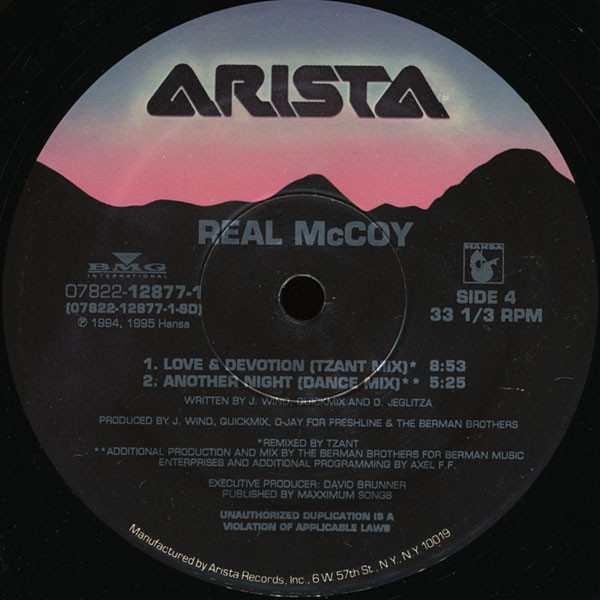 ARISTA
REAL McCOY
BMG
INTERNATIONAL
07822-12877-1
(07822-12877-1-SD)
℗ 1994, 1995 Hansa
HANSA
SIDE 4
33 1/3 RPM
1. LOVE & DEVOTION (TZANT MIX)* 8:53
2: ANOTHER NIGHT (DANCE MIX)** 5:25
WRITTEN BY J. WIND, QUICKMIX AND O. JEGLITZA
PRODUCED BY J. WIND, QUICKMIX, O-JAY FOR FRESHLINE & THE BERMAN BROTHERS
*REMIXED BY TZANT
**ADDITIONAL PRODUCTION AND MIX BY THE BERMAN BROTHERS FOR BERMAN MUSIC
ENTERPRISES AND ADDITIONAL PROGRAMMING BY AXEL F.F.
EXECUTIVE PRODUCER: DAVID BRUNNER
PUBLISHED BY MAXXIMUM SONGS
UNAUTHORIZED DUPLICATION IS A
VIOLATION OF APPLICABLE LAWS
Manufactured by Arista Records, Inc., 6 W. 57th St., N.Y., N.Y. 10019